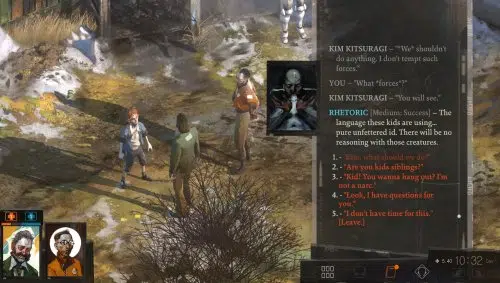 KIM KITSURAGI – "*We* shouldn't
do anything. I don't tempt such
forces."
YOU – "What *forces*?"
KIM KITSURAGI – "You will see."
RHETORIC [Medium: Success] – The
language these kids are using...
pure unfettered id. There will be no
reasoning with those creatures.
1. - "Kim, what should we do?"
2. - "Are you kids siblings?"
3. - "Kid! You wanna hang out? I'm
not a narc."
4. - "Look, I have questions for
you."
5. - "I don't have time for this."
[Leave.]
5.40
10:32